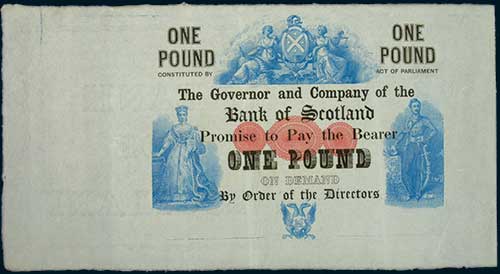 ONE
POUND
CONSTITUTED BY
ONE
POUND
ACT OF PARLIAMENT
The Governor and Company of the
Bank of Scotland
Promise to Pay the Bearer
ONE POUND
ON DEMAND
By Order of the Directors